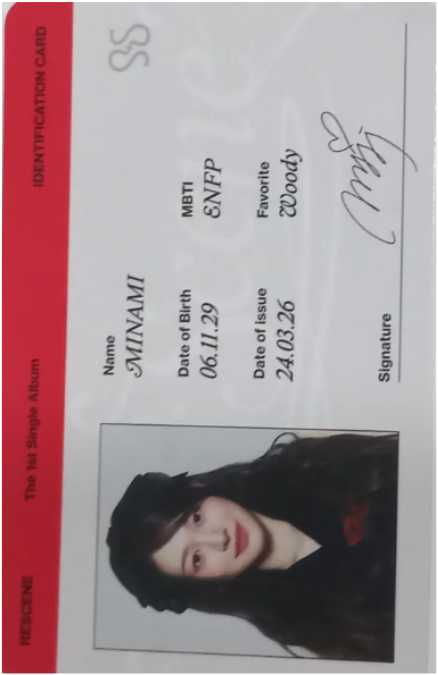 RESCENE The 1st Single Album IDENTIFICATION CARD
Name
MINAMI
Date of Birth MBTI
06.11.29 ENFP
Date of issue Favorite
24.03.26 Woody
Signature